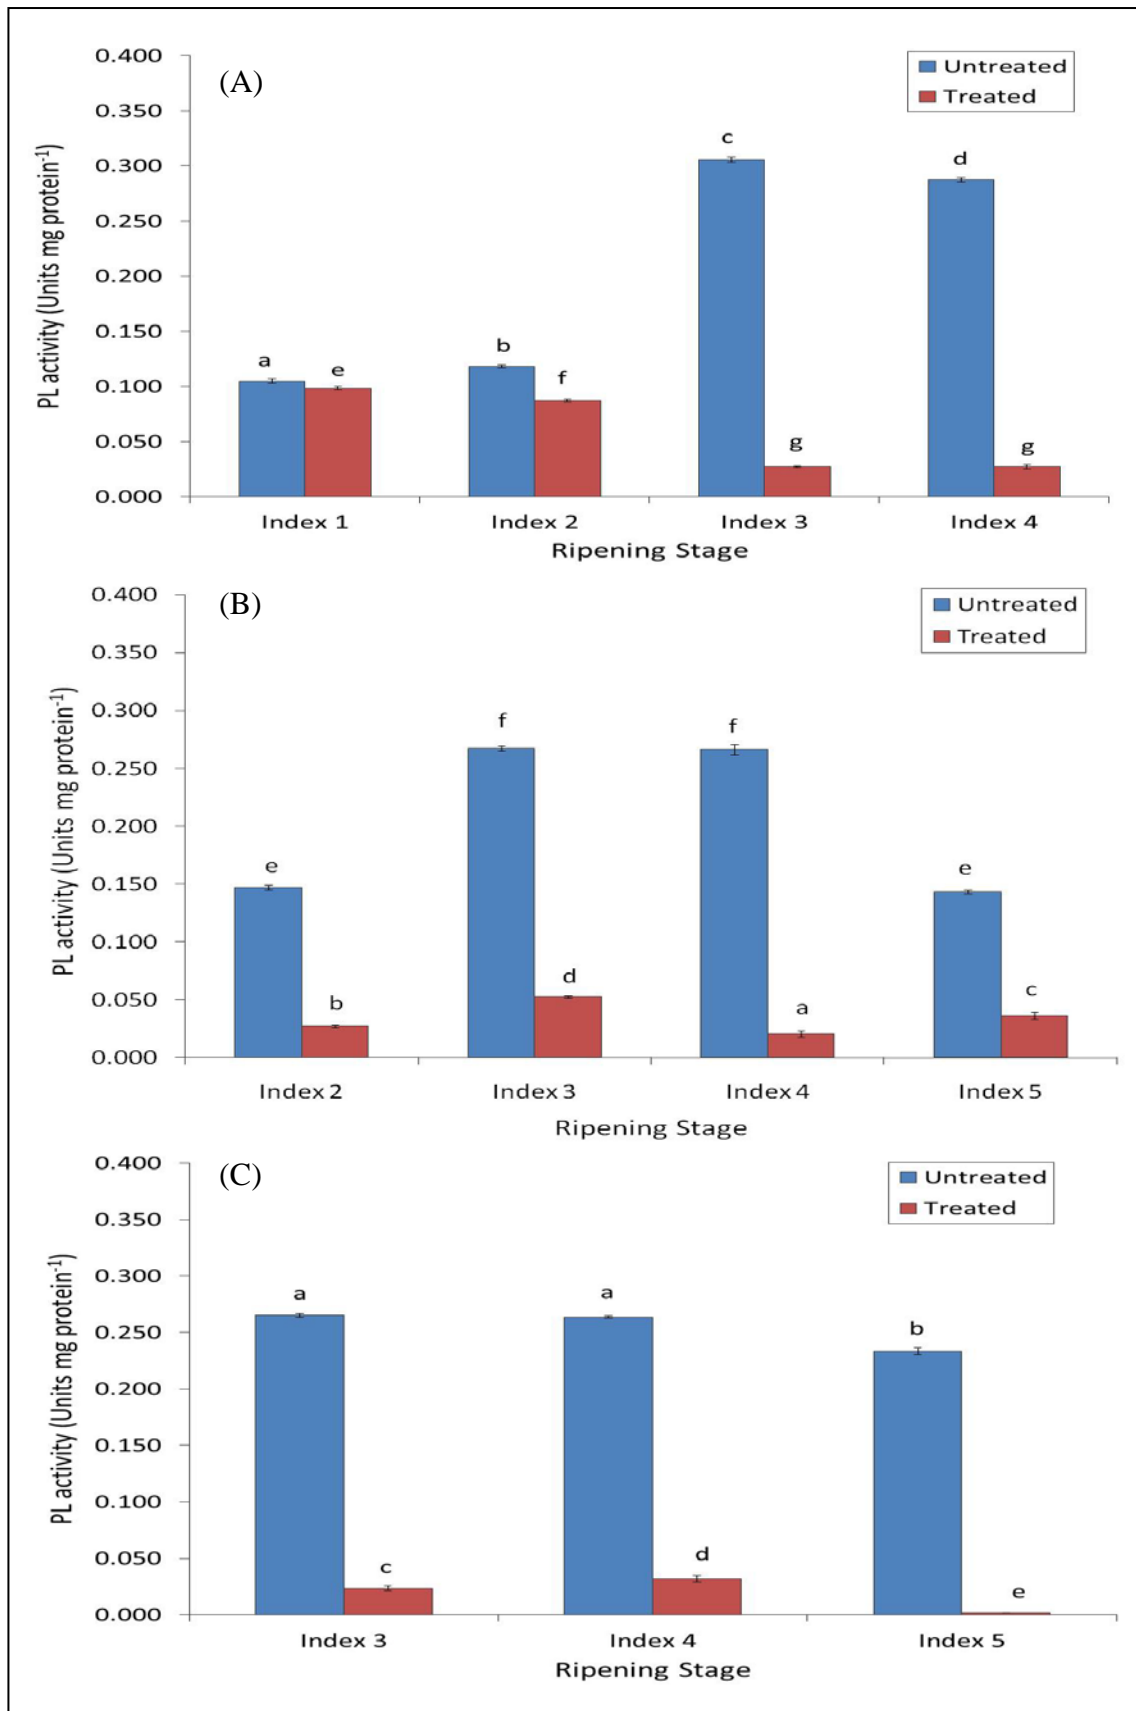 (A)
Untreated
Treated
PL activity (Units mg protein-1)
0.400
0.350
0.300
0.250
0.200
0.150
0.100
0.050
0.000
a e b f c g d g
Index 1 Index 2 Index 3 Index 4
Ripening Stage
(B)
Untreated
Treated
PL activity (Units mg protein-1)
0.400
0.350
0.300
0.250
0.200
0.150
0.100
0.050
0.000
e b f d f a e c
Index 2 Index 3 Index 4 Index 5
Ripening Stage
(C)
Untreated
Treated
PL activity (Units mg protein-1)
0.400
0.350
0.300
0.250
0.200
0.150
0.100
0.050
0.000
a c a d b e
Index 3 Index 4 Index 5
Ripening Stage